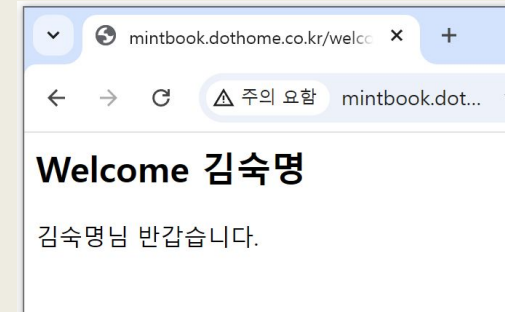 mintbook.dothome.co.kr/welcc
주의 요함 mintbook.dot...
Welcome 김숙명
김숙명님 반갑습니다.